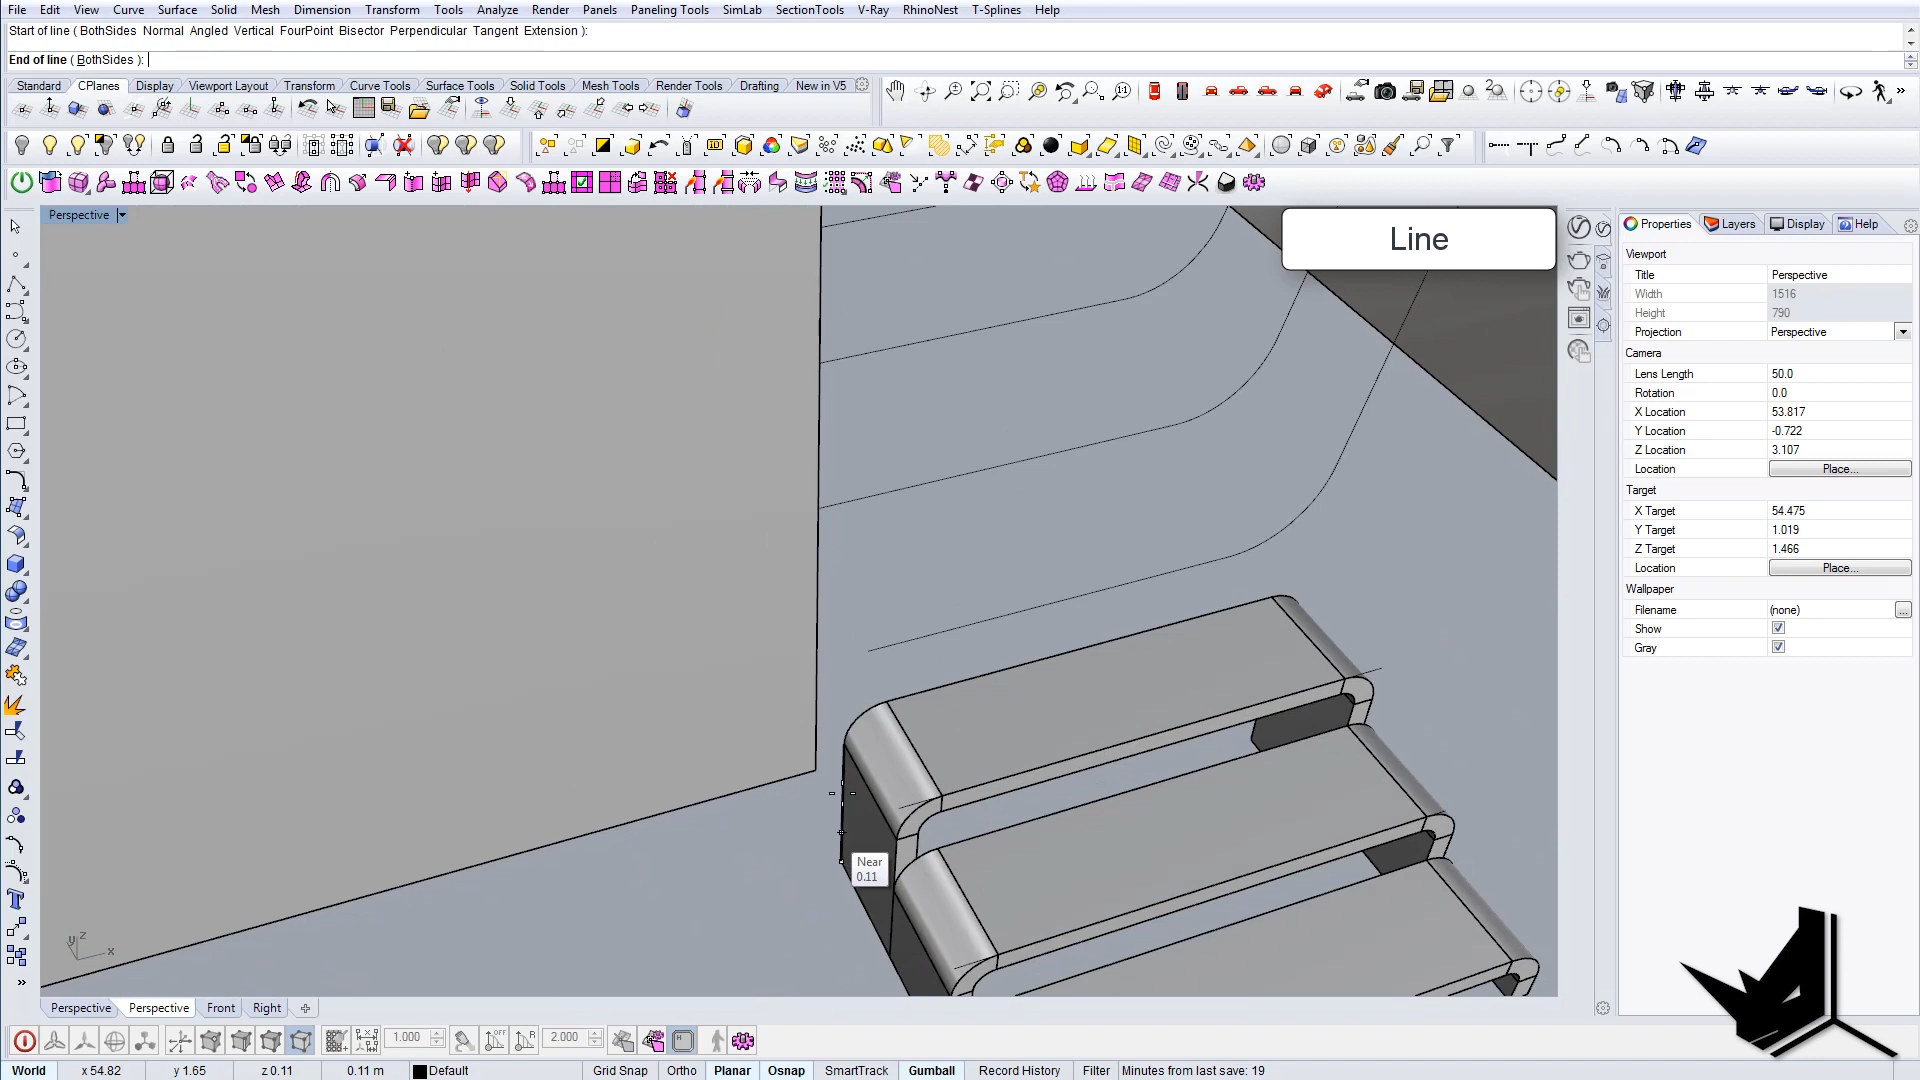 File Edit View Curve Surface Solid Mesh Dimension Transform Tools Analyze Render Panels Paneling Tools SimLab SectionTools V-Ray RhinoNest T-Splines Help
Start of line ( BothSides Normal Angled Vertical FourPoint Bisector Perpendicular Tangent Extension ):
End of line ( BothSides ):
Standard CPlanes Display Viewport Layout Transform Curve Tools Surface Tools Solid Tools Mesh Tools Render Tools Drafting New in V5
Perspective
Line
Properties Layers Display Help
Viewport
Title Perspective
Width 1516
Height 790
Projection Perspective
Camera
Lens Length 50.0
Rotation 0.0
X Location 53.817
Y Location -0.722
Z Location 3.107
Location Place...
Target
X Target 54.475
Y Target 1.019
Z Target 1.466
Location Place...
Wallpaper
Filename (none) ...
Show
Gray
Near
0.11
y z x
Perspective Perspective Front Right
1.000 2.000
World x 54.82 y 1.65 z 0.11 0.11 m Default Grid Snap Ortho Planar Osnap SmartTrack Gumball Record History Filter Minutes from last save: 19